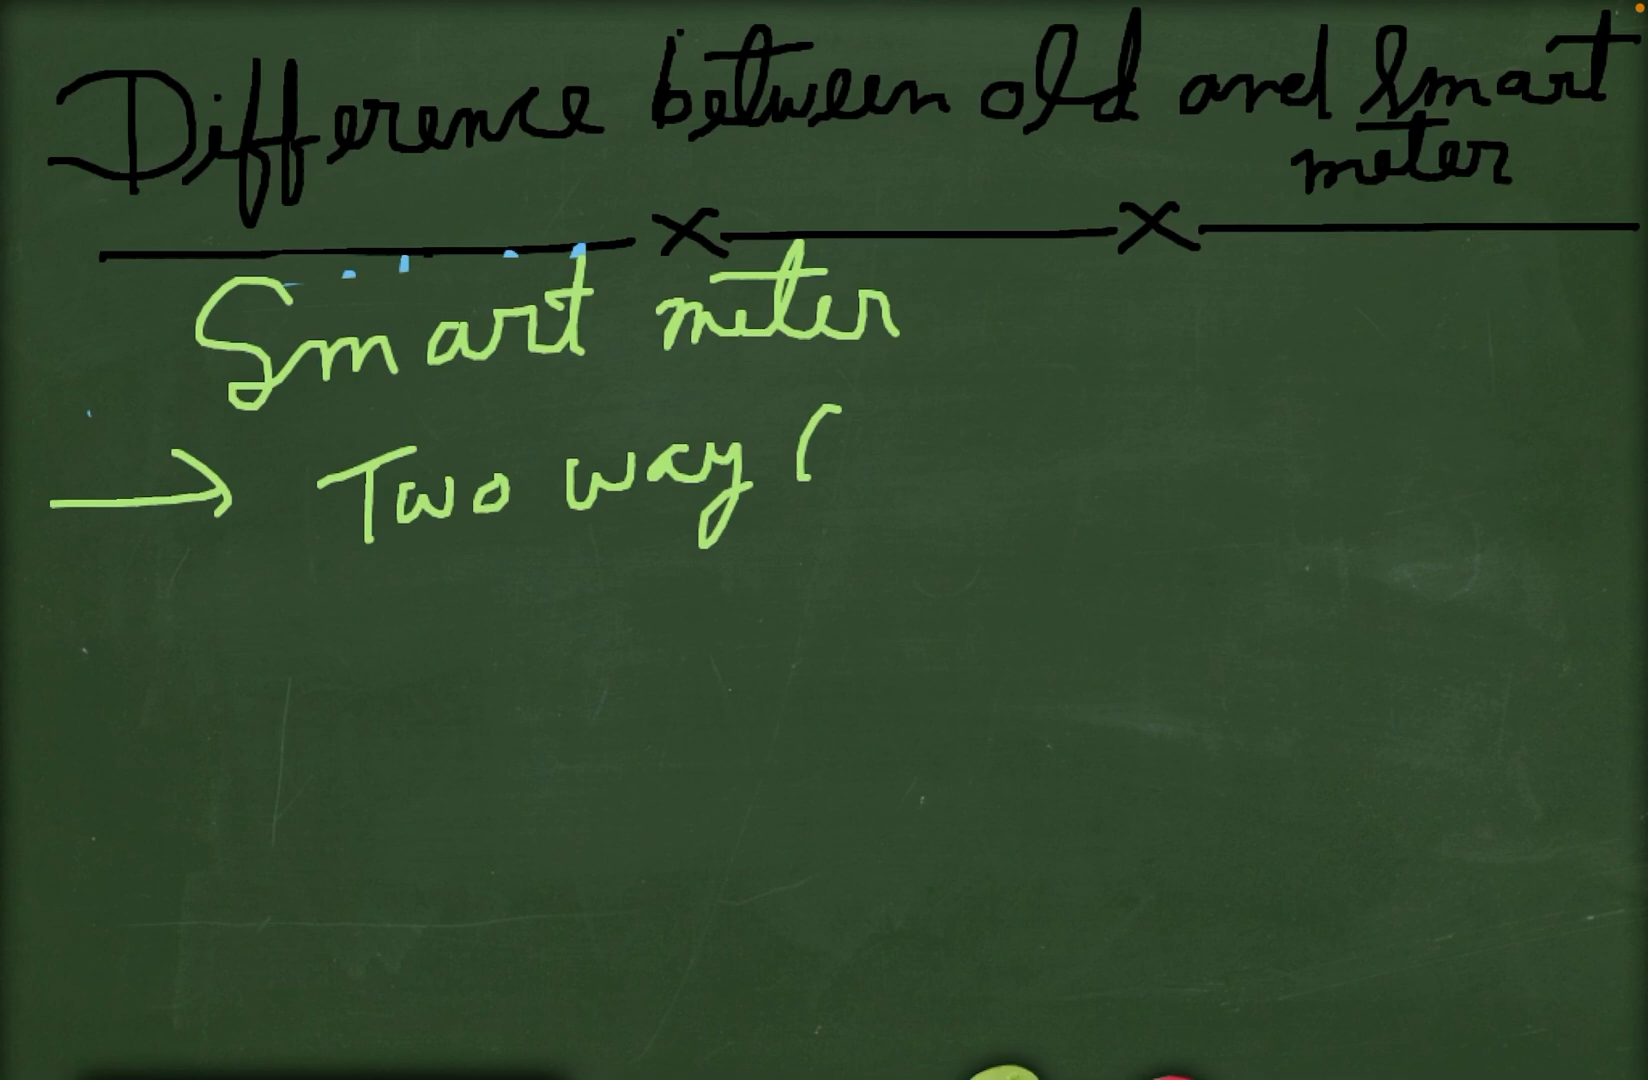 Difference between old and Smart
meter
Smart meter
→ Two way (